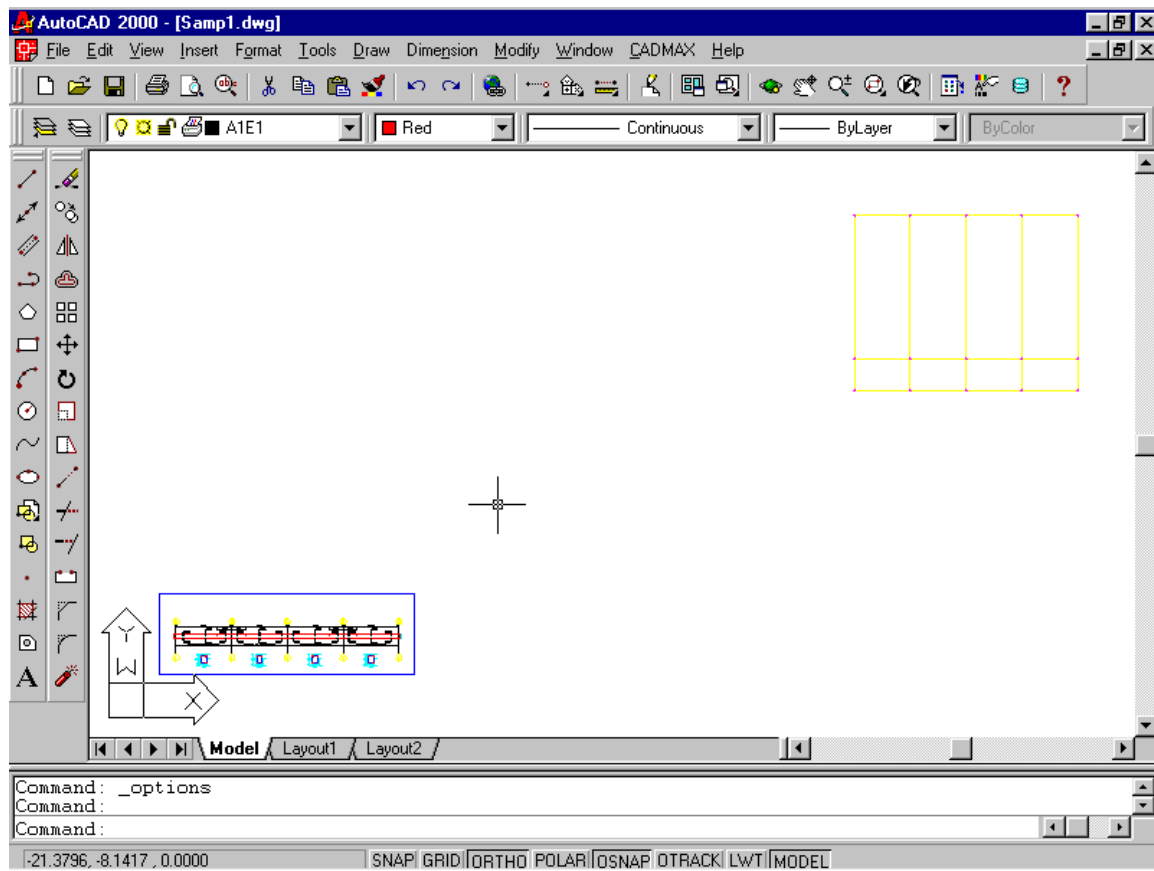 AutoCAD 2000 - [Samp1.dwg]
File Edit View Insert Format Tools Draw Dimension Modify Window CADMAX Help
A1E1 Red Continuous ByLayer ByColor
Y
W
X
A
Model Layout1 Layout2
Command: _options
Command:
Command:
-21.3796, -8.1417 , 0.0000 SNAP GRID ORTHO POLAR OSNAP OTRACK LWT MODEL